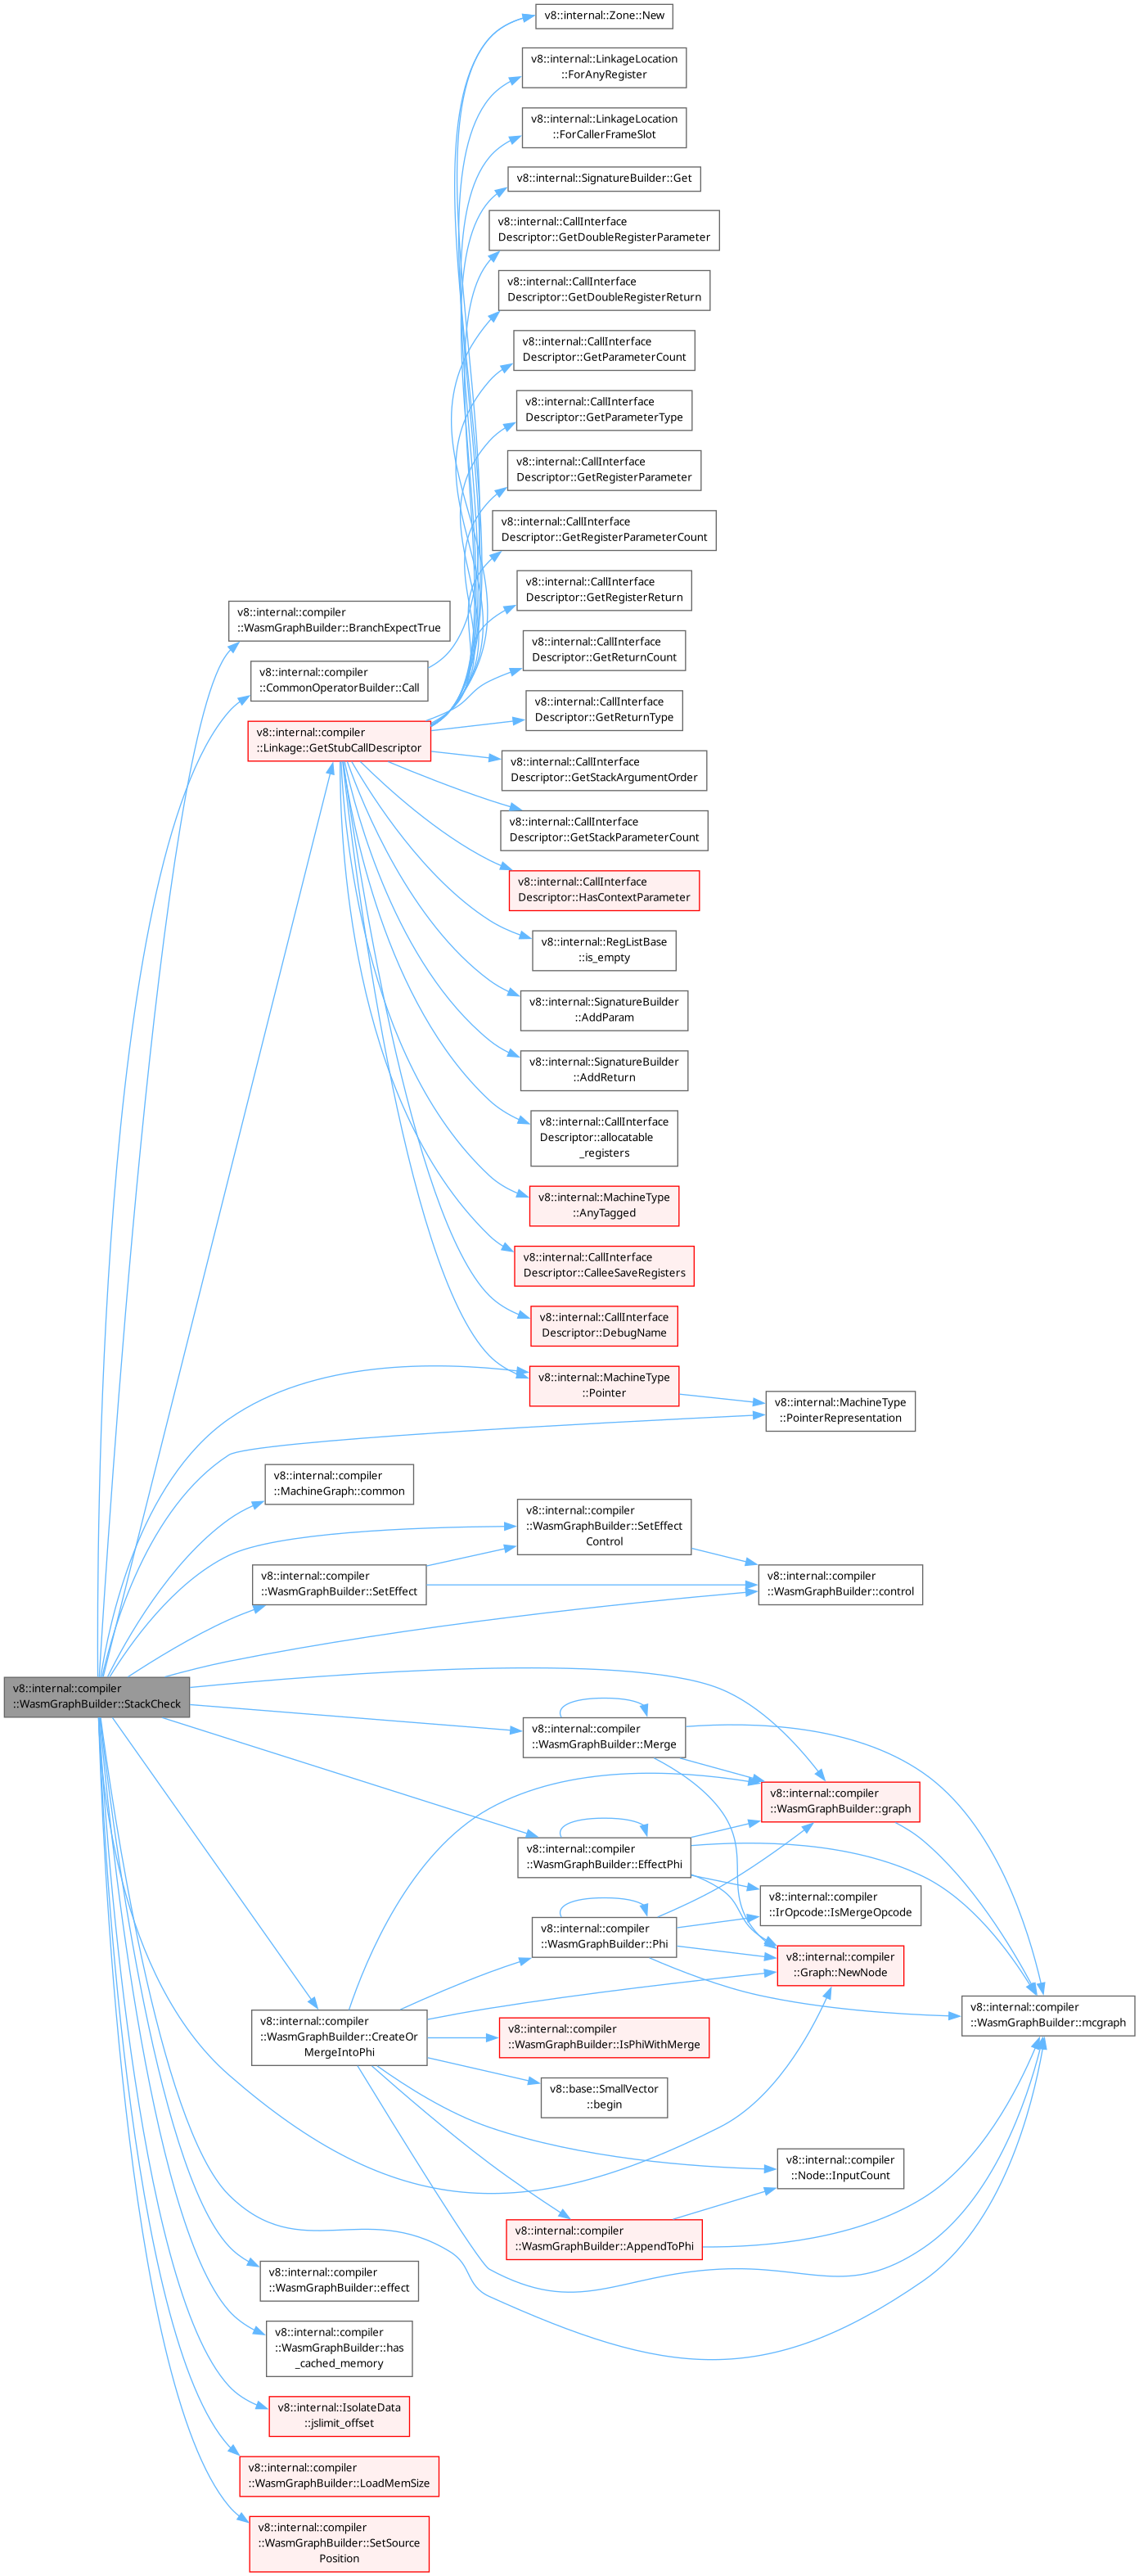 v8::internal::Zone::New
v8::internal::LinkageLocation
::ForAnyRegister
v8::internal::LinkageLocation
::ForCallerFrameSlot
v8::internal::SignatureBuilder::Get
v8::internal::CallInterface
Descriptor::GetDoubleRegisterParameter
v8::internal::CallInterface
Descriptor::GetDoubleRegisterReturn
v8::internal::CallInterface
Descriptor::GetParameterCount
v8::internal::CallInterface
Descriptor::GetParameterType
v8::internal::CallInterface
Descriptor::GetRegisterParameter
v8::internal::CallInterface
Descriptor::GetRegisterParameterCount
v8::internal::CallInterface
Descriptor::GetRegisterReturn
v8::internal::compiler
::WasmGraphBuilder::BranchExpectTrue
v8::internal::CallInterface
Descriptor::GetReturnCount
v8::internal::compiler
::CommonOperatorBuilder::Call
v8::internal::CallInterface
Descriptor::GetReturnType
v8::internal::compiler
::Linkage::GetStubCallDescriptor
v8::internal::CallInterface
Descriptor::GetStackArgumentOrder
v8::internal::CallInterface
Descriptor::GetStackParameterCount
v8::internal::CallInterface
Descriptor::HasContextParameter
v8::internal::RegListBase
::is_empty
v8::internal::SignatureBuilder
::AddParam
v8::internal::SignatureBuilder
::AddReturn
v8::internal::CallInterface
Descriptor::allocatable
_registers
v8::internal::MachineType
::AnyTagged
v8::internal::CallInterface
Descriptor::CalleeSaveRegisters
v8::internal::CallInterface
Descriptor::DebugName
v8::internal::MachineType
::Pointer
v8::internal::MachineType
::PointerRepresentation
v8::internal::compiler
::MachineGraph::common
v8::internal::compiler
::WasmGraphBuilder::SetEffect
Control
v8::internal::compiler
::WasmGraphBuilder::SetEffect
v8::internal::compiler
::WasmGraphBuilder::control
v8::internal::compiler
::WasmGraphBuilder::StackCheck
v8::internal::compiler
::WasmGraphBuilder::Merge
v8::internal::compiler
::WasmGraphBuilder::graph
v8::internal::compiler
::WasmGraphBuilder::EffectPhi
v8::internal::compiler
::IrOpcode::IsMergeOpcode
v8::internal::compiler
::WasmGraphBuilder::Phi
v8::internal::compiler
::Graph::NewNode
v8::internal::compiler
::WasmGraphBuilder::mcgraph
v8::internal::compiler
::WasmGraphBuilder::CreateOr
MergeIntoPhi
v8::internal::compiler
::WasmGraphBuilder::IsPhiWithMerge
v8::base::SmallVector
::begin
v8::internal::compiler
::Node::InputCount
v8::internal::compiler
::WasmGraphBuilder::AppendToPhi
v8::internal::compiler
::WasmGraphBuilder::effect
v8::internal::compiler
::WasmGraphBuilder::has
_cached_memory
v8::internal::IsolateData
::jslimit_offset
v8::internal::compiler
::WasmGraphBuilder::LoadMemSize
v8::internal::compiler
::WasmGraphBuilder::SetSource
Position